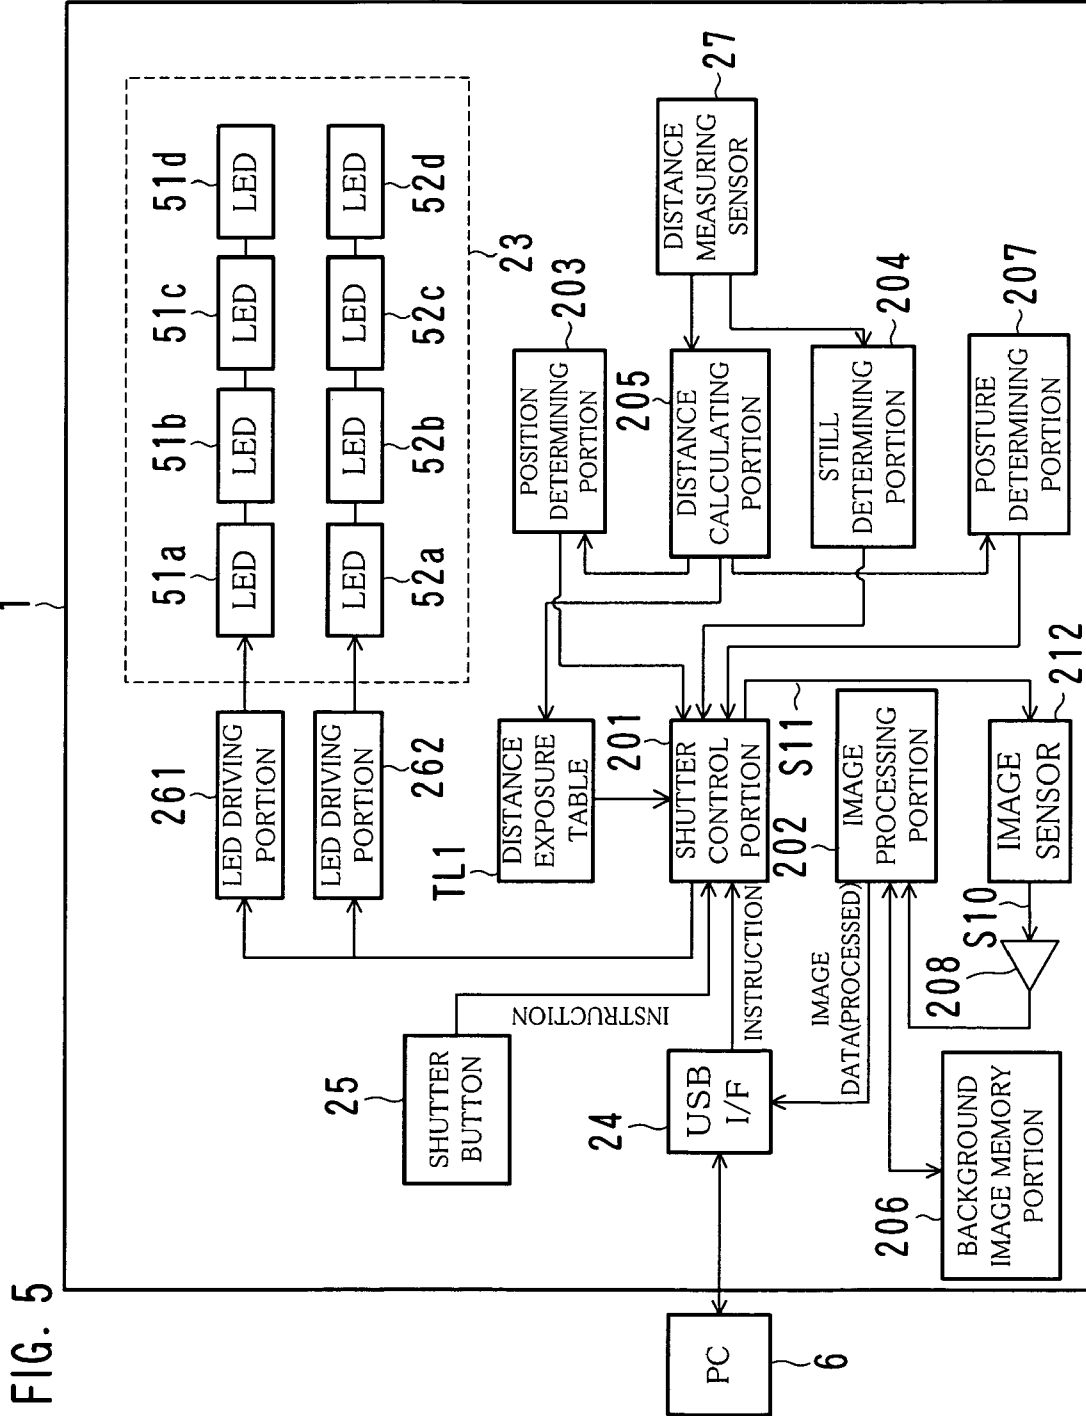 FIG. 5
1
51a
51b
51c
51d
LED
LED
LED
LED
52a
52b
52c
52d
LED
LED
LED
LED
23
261
LED DRIVING
PORTION
262
LED DRIVING
PORTION
25
SHUTTER
BUTTON
INSTRUCTION
TL1
DISTANCE
EXPOSURE
TABLE
203
POSITION
DETERMINING
PORTION
27
DISTANCE
MEASURING
SENSOR
205
DISTANCE
CALCULATING
PORTION
204
STILL
DETERMINING
PORTION
207
POSTURE
DETERMINING
PORTION
201
SHUTTER
CONTROL
PORTION
S11
PC
6
24
USB
I/F
INSTRUCTION
IMAGE
DATA(PROCESSED)
202
IMAGE
PROCESSING
PORTION
212
IMAGE
SENSOR
S10
208
206
BACKGROUND
IMAGE MEMORY
PORTION